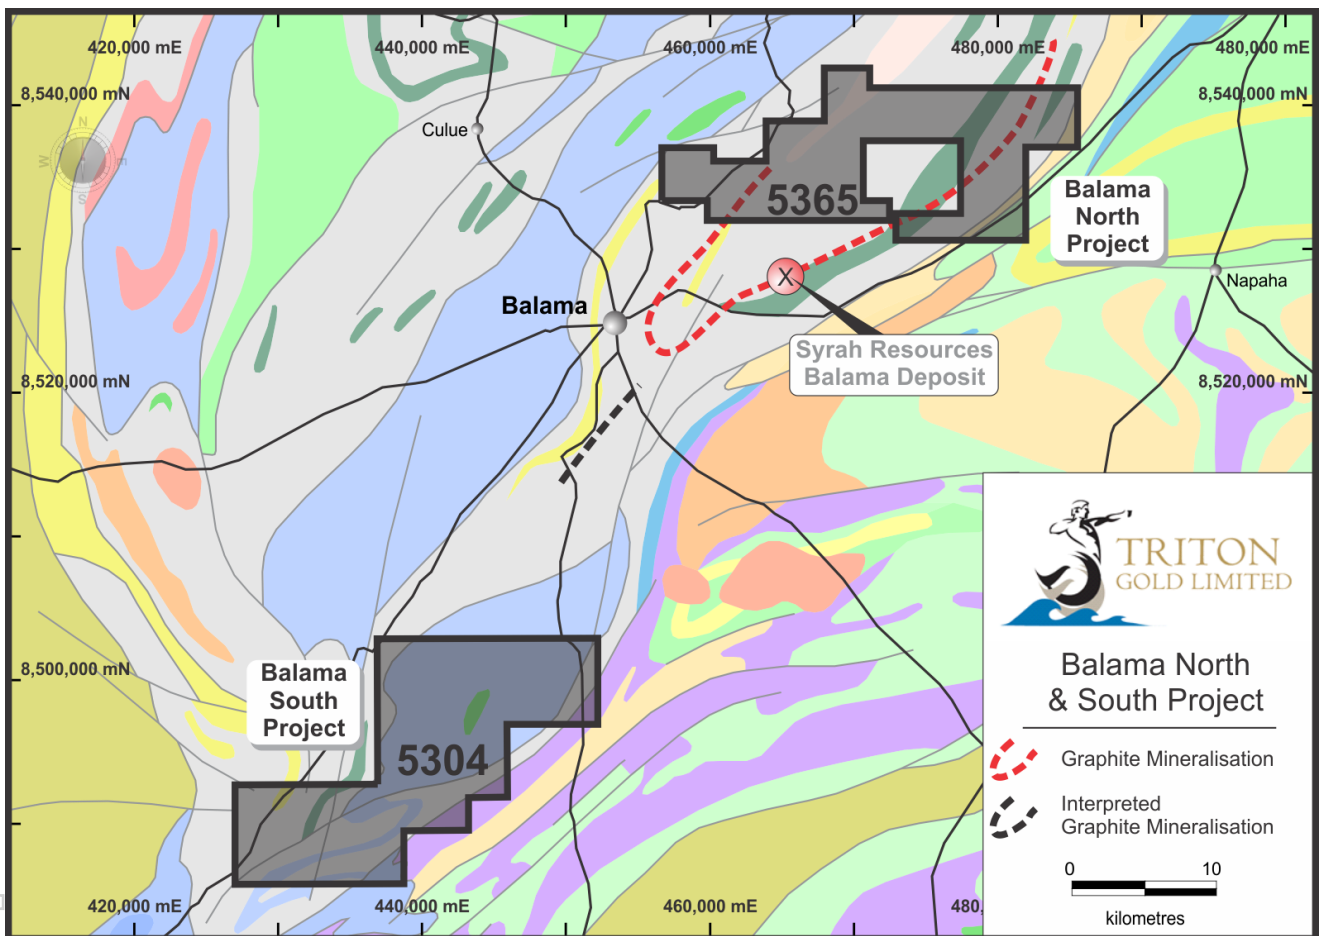 420,000 mE
440,000 mE
460,000 mE
480,000 mE
480,000 mE
8,540,000 mN
8,540,000 mN
N
W
m
S
Culue
5365
Balama
North
Project
Napaha
Balama
X
Syrah Resources
Balama Deposit
8,520,000 mN
8,520,000 mN
TRITON
GOLD LIMITED
8,500,000 mN
Balama
South
Project
5304
Balama North
& South Project
Graphite Mineralisation
Interpreted
Graphite Mineralisation
0 10
kilometres
420,000 mE
440,000 mE
460,000 mE
480,